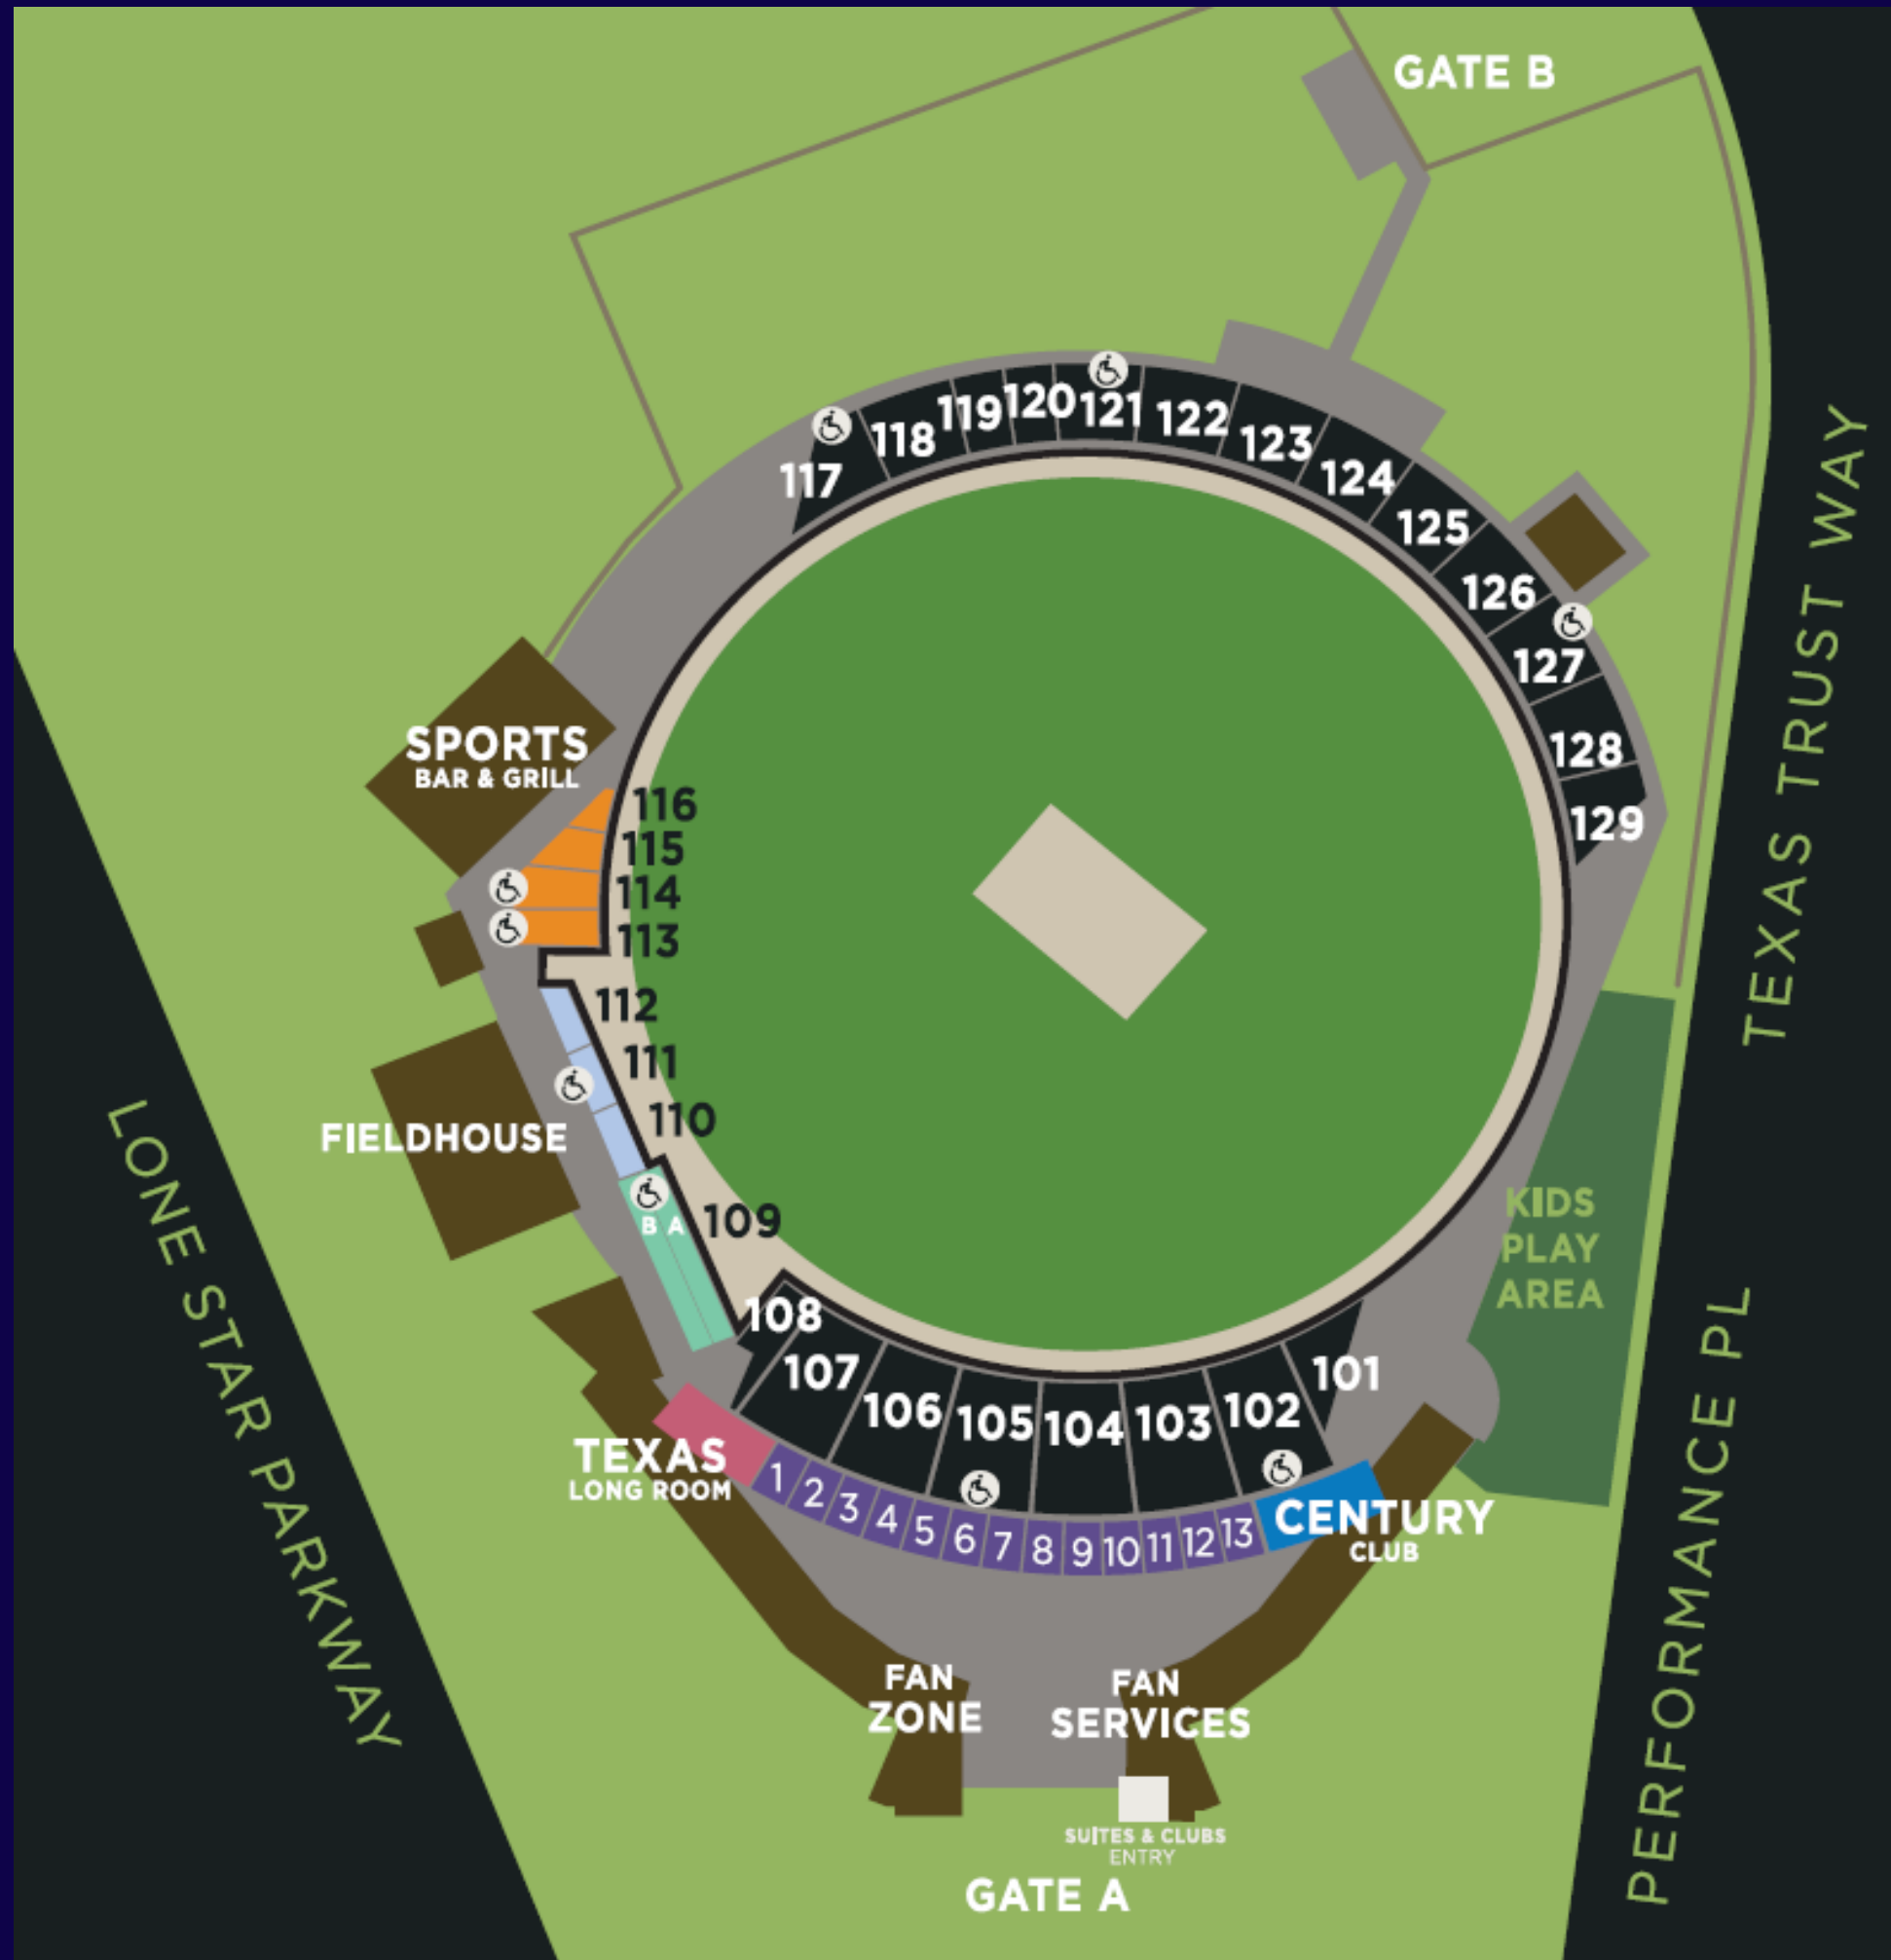 GATE B
121
120
119
122
118
123
117
124
125
126
127
128
129
SPORTS
BAR & GRILL
116
115
114
113
112
111
110
FIELDHOUSE
B A
109
TEXAS TRUST WAY
LONE STAR PARKWAY
KIDS
PLAY
AREA
108
107
106
105
104
103
102
101
TEXAS
LONG ROOM
1
2
3
4
5
6
7
8
9
10
11
12
13
CENTURY
CLUB
PERFORMANCE PL
FAN
ZONE
FAN
SERVICES
SUITES & CLUBS
ENTRY
GATE A